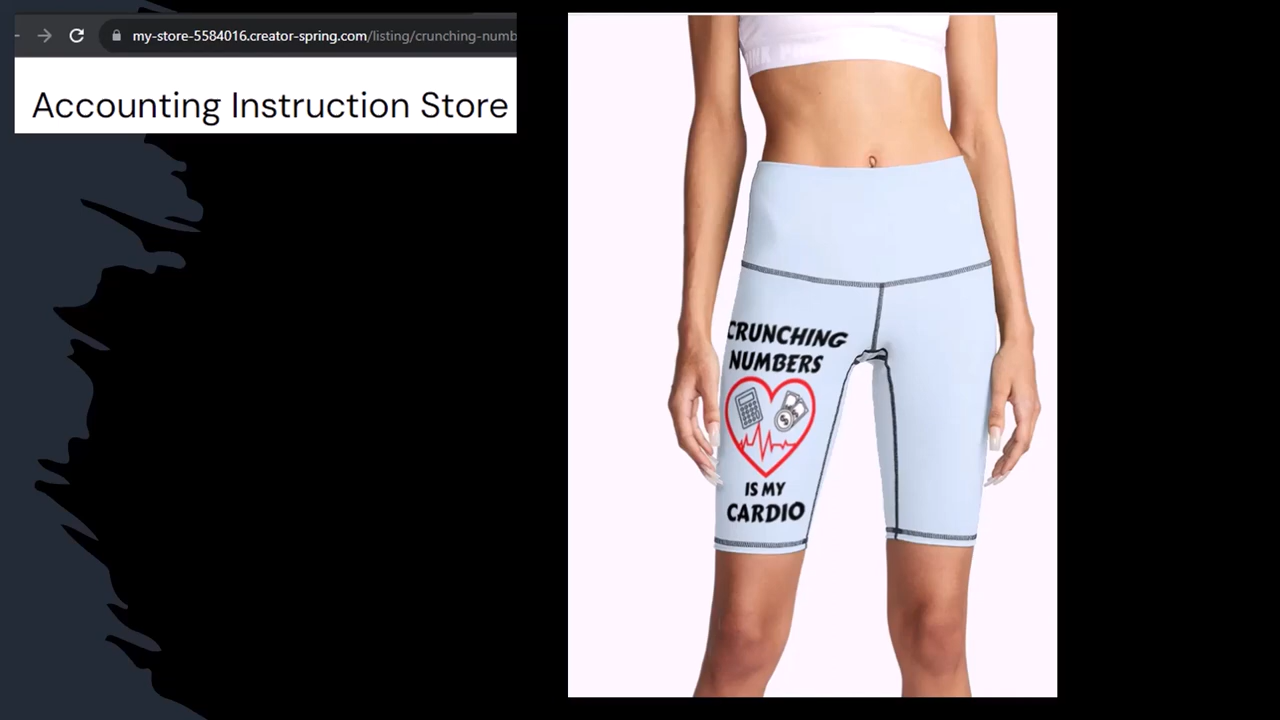 my-store-5584016.creator-spring.com/listing/crunching-numb
Accounting Instruction Store
CRUNCHING
NUMBERS
IS MY
CARDIO